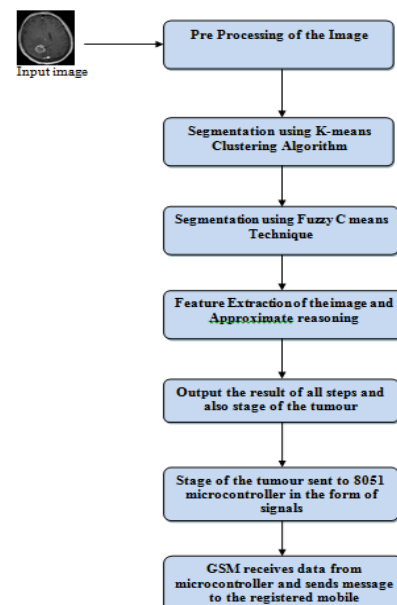 Input image
Pre Processing of the Image
Segmentation using K-means
Clustering Algorithm
Segmentation using Fuzzy C means
Technique
Feature Extraction of the image and
Approximate reasoning
Output the result of all steps and
also stage of the tumour
Stage of the tumour sent to 8051
microcontroller in the form of
signals
GSM receives data from
microcontroller and sends message
to the registered mobile